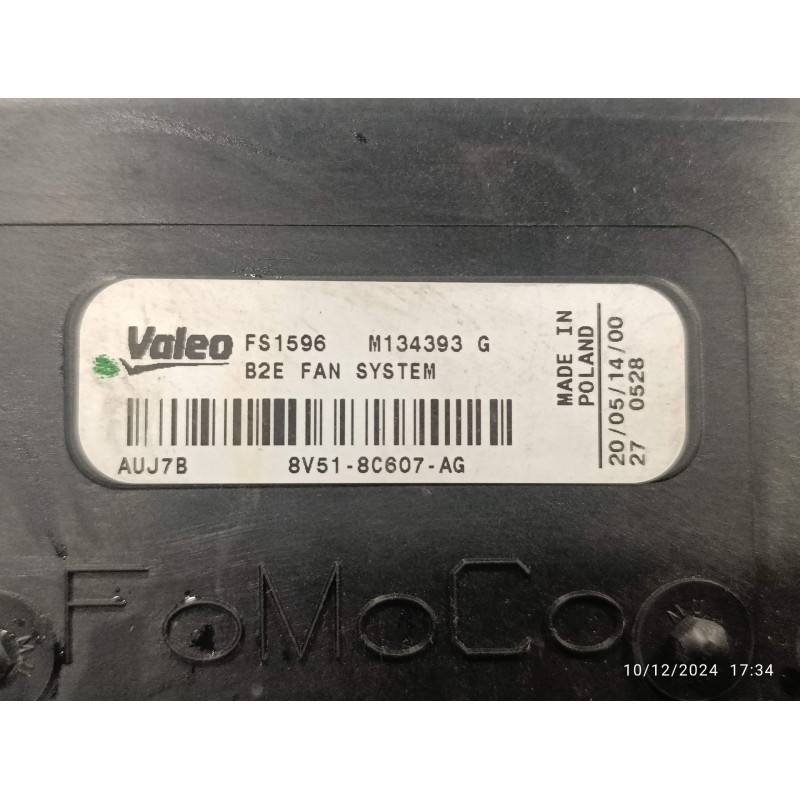 Valeo FS1596 M134393 G
B2E FAN SYSTEM
AUJ7B 8V51-8C607-AG
MADE IN
POLAND
20/05/14/00
27 0528
FoMoCo
10/12/2024 17:34